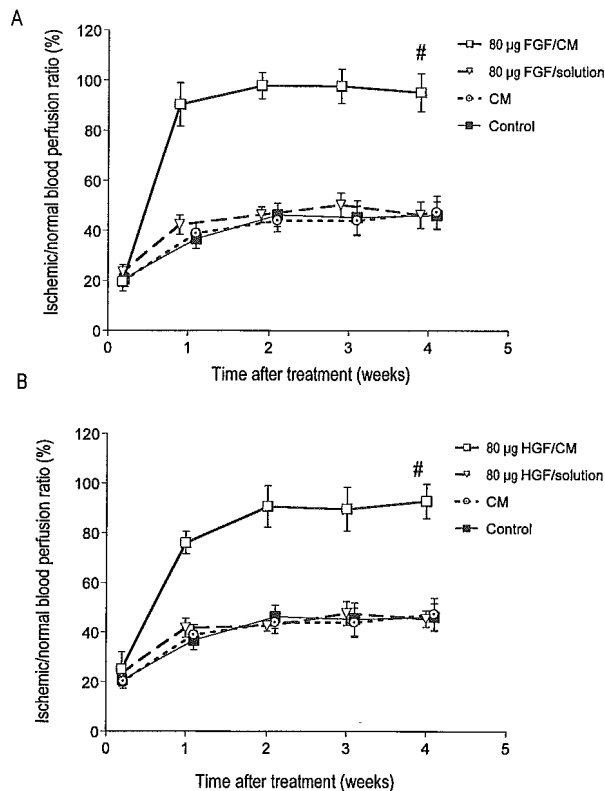 A
Ischemic/normal blood perfusion ratio (%)
120
100
80
60
40
20
0
0 1 2 3 4 5
Time after treatment (weeks)
#
80 µg FGF/CM
80 µg FGF/solution
CM
Control
B
Ischemic/normal blood perfusion ratio (%)
120
100
80
60
40
20
0
0 1 2 3 4 5
Time after treatment (weeks)
#
80 µg HGF/CM
80 µg HGF/solution
CM
Control